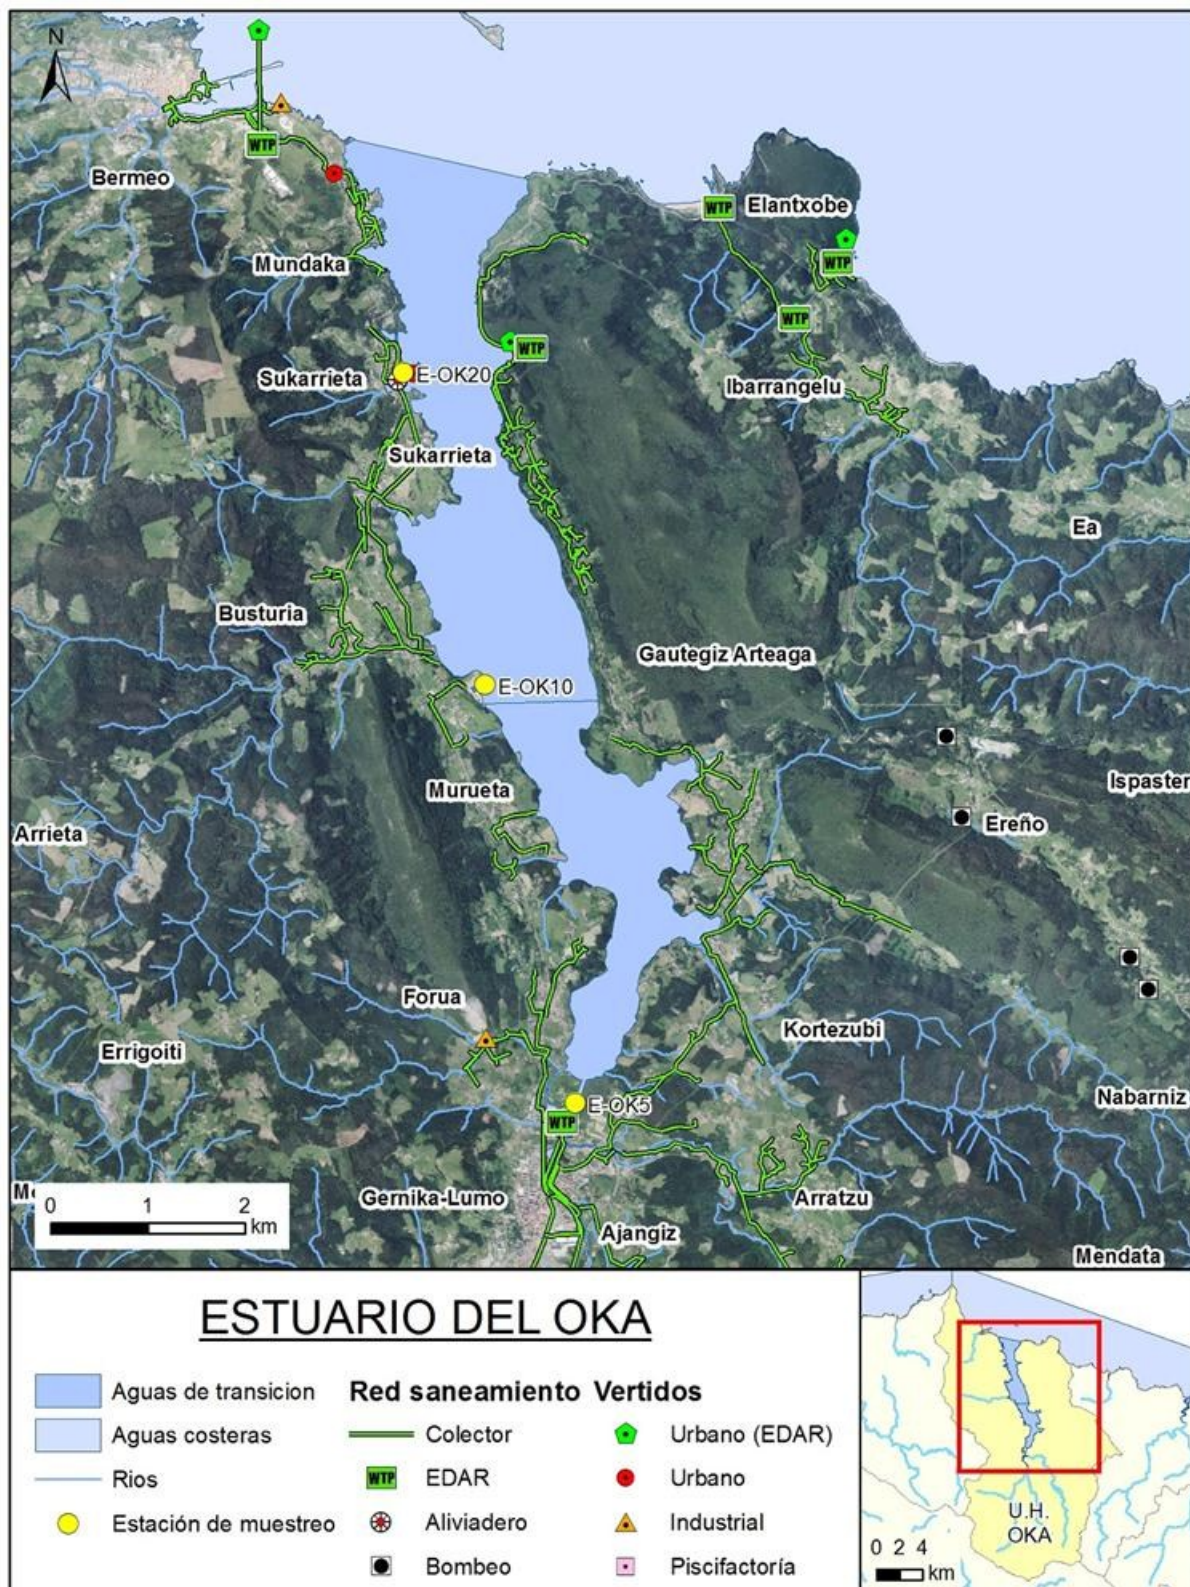 N
WTP
Bermeo
WTP
Elantxobe
Mundaka
WTP
WTP
WTP
Sukarrieta
E-OK20
Ibarrangelu
Sukarrieta
Ea
Busturia
Gautegiz Arteaga
E-OK10
Murueta
Ispaster
Arrieta
Ereño
Forua
Kortezubi
Errigoiti
Nabarniz
E-OK5
WTP
Gernika-Lumo
Arratzu
Ajangiz
Mendata
0 1 2
km
ESTUARIO DEL OKA
Aguas de transicion
Aguas costeras
Rios
Estación de muestreo
Red saneamiento
Colector
WTP EDAR
Aliviadero
Bombeo
Vertidos
Urbano (EDAR)
Urbano
Industrial
Piscifactoría
U.H.
OKA
0 2 4
km